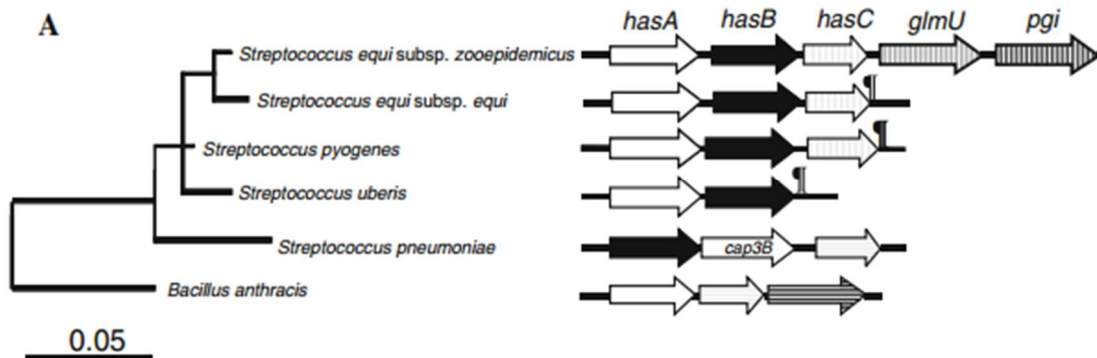 A
hasA hasB hasC glmU pgi
Streptococcus equi subsp. zooepidemicus
¶
Streptococcus equi subsp. equi
¶
Streptococcus pyogenes
¶
Streptococcus uberis
Streptococcus pneumoniae
cap3B
Bacillus anthracis
0.05